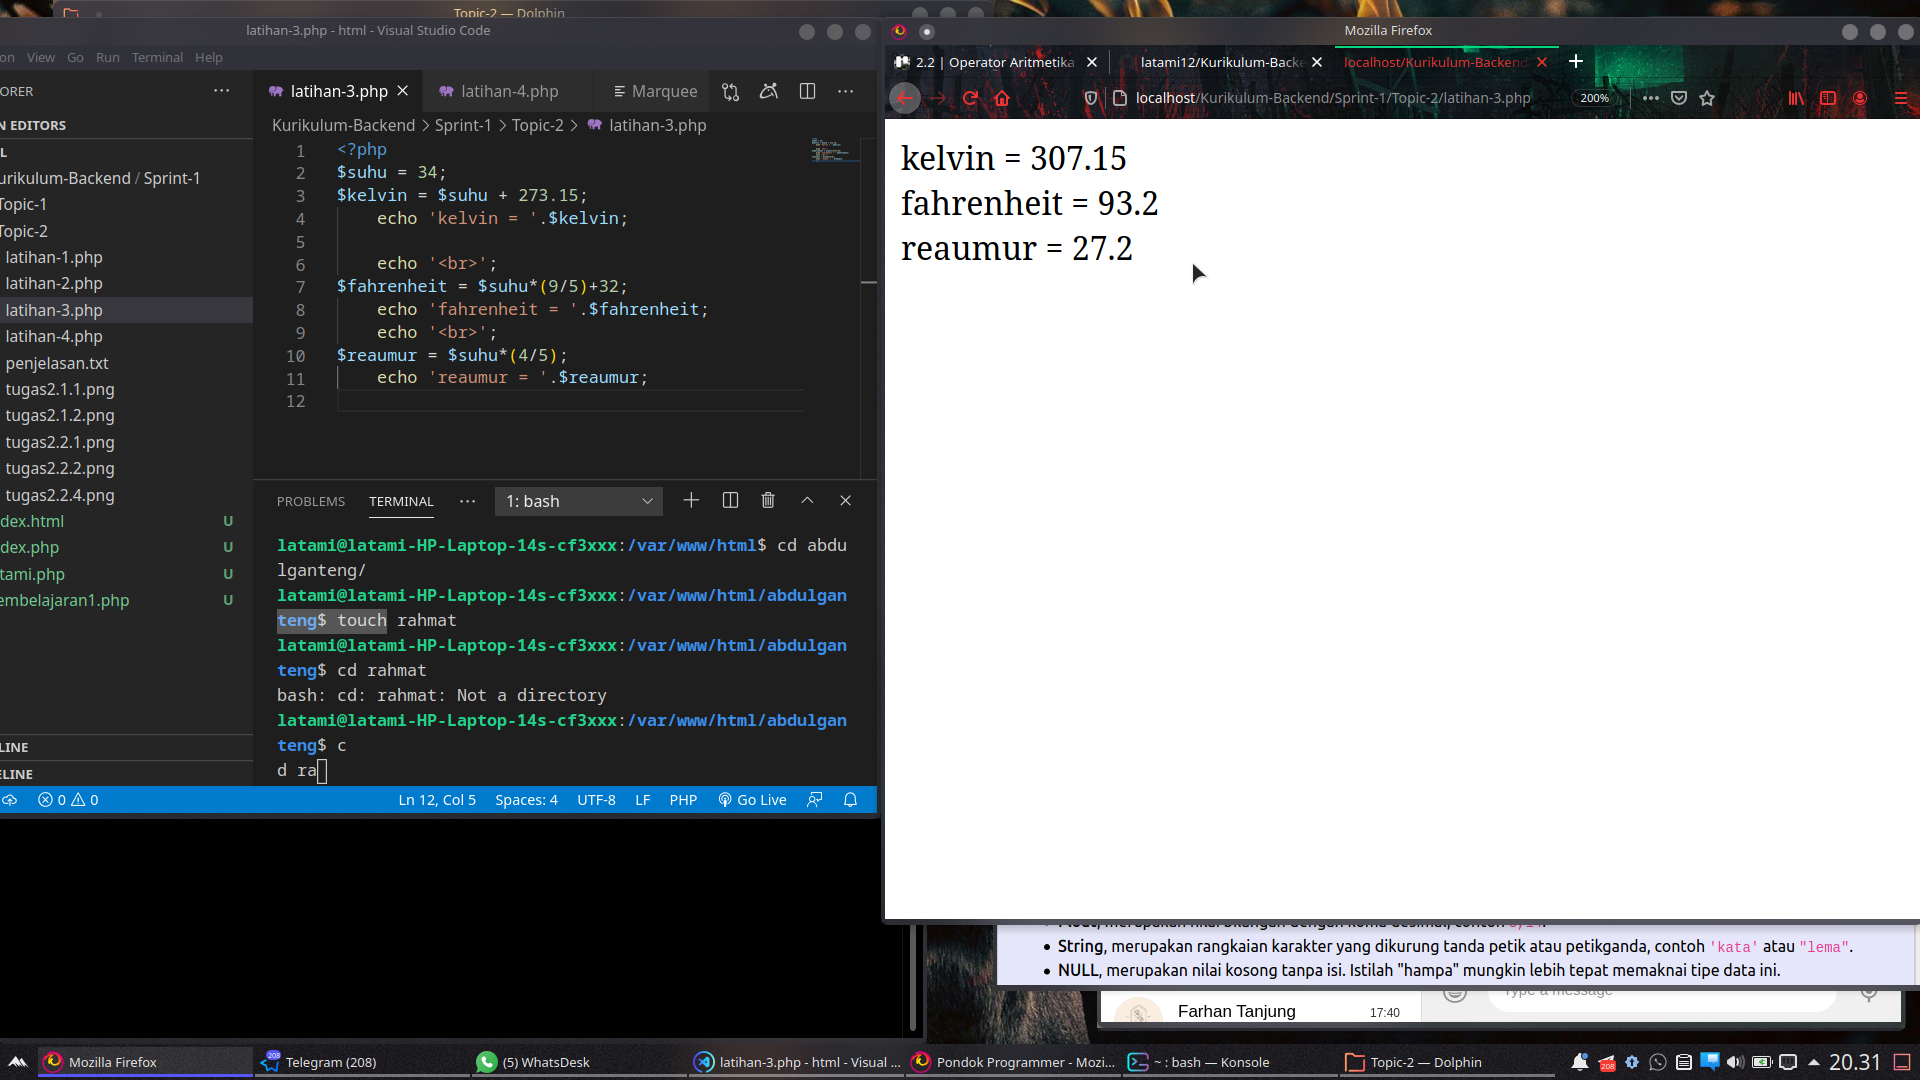 Topic-2 — Dolphin
latihan-3.php - html - Visual Studio Code
on View Go Run Terminal Help
ORER
latihan-3.php
latihan-4.php
Marquee
N EDITORS
L
urikulum-Backend / Sprint-1
Topic-1
Topic-2
latihan-1.php
latihan-2.php
latihan-3.php
latihan-4.php
penjelasan.txt
tugas2.1.1.png
tugas2.1.2.png
tugas2.2.1.png
tugas2.2.2.png
tugas2.2.4.png
dex.html U
dex.php U
tami.php U
embelajaran1.php U
LINE
ELINE
Kurikulum-Backend > Sprint-1 > Topic-2 > latihan-3.php
1 <?php
2 $suhu = 34;
3 $kelvin = $suhu + 273.15;
4 echo 'kelvin = '.$kelvin;
5
6 echo '<br>';
7 $fahrenheit = $suhu*(9/5)+32;
8 echo 'fahrenheit = '.$fahrenheit;
9 echo '<br>';
10 $reaumur = $suhu*(4/5);
11 echo 'reaumur = '.$reaumur;
12
PROBLEMS TERMINAL ··· 1: bash
latami@latami-HP-Laptop-14s-cf3xxx:/var/www/html$ cd abdu
lganteng/
latami@latami-HP-Laptop-14s-cf3xxx:/var/www/html/abdulgan
teng$ touch rahmat
latami@latami-HP-Laptop-14s-cf3xxx:/var/www/html/abdulgan
teng$ cd rahmat
bash: cd: rahmat: Not a directory
latami@latami-HP-Laptop-14s-cf3xxx:/var/www/html/abdulgan
teng$ c
d ra
0 0 Ln 12, Col 5 Spaces: 4 UTF-8 LF PHP Go Live
Mozilla Firefox
2.2 | Operator Aritmetika
latami12/Kurikulum-Backe
localhost/Kurikulum-Backend
localhost/Kurikulum-Backend/Sprint-1/Topic-2/latihan-3.php 200%
kelvin = 307.15
fahrenheit = 93.2
reaumur = 27.2
String, merupakan rangkaian karakter yang dikurung tanda petik atau petikganda, contoh 'kata' atau "lema".
NULL, merupakan nilai kosong tanpa isi. Istilah "hampa" mungkin lebih tepat memaknai tipe data ini.
Type a message
Farhan Tanjung 17:40
Mozilla Firefox
208 Telegram (208)
(5) WhatsDesk
latihan-3.php - html - Visual ...
Pondok Programmer - Mozi...
~ : bash — Konsole
Topic-2 — Dolphin
208
20.31